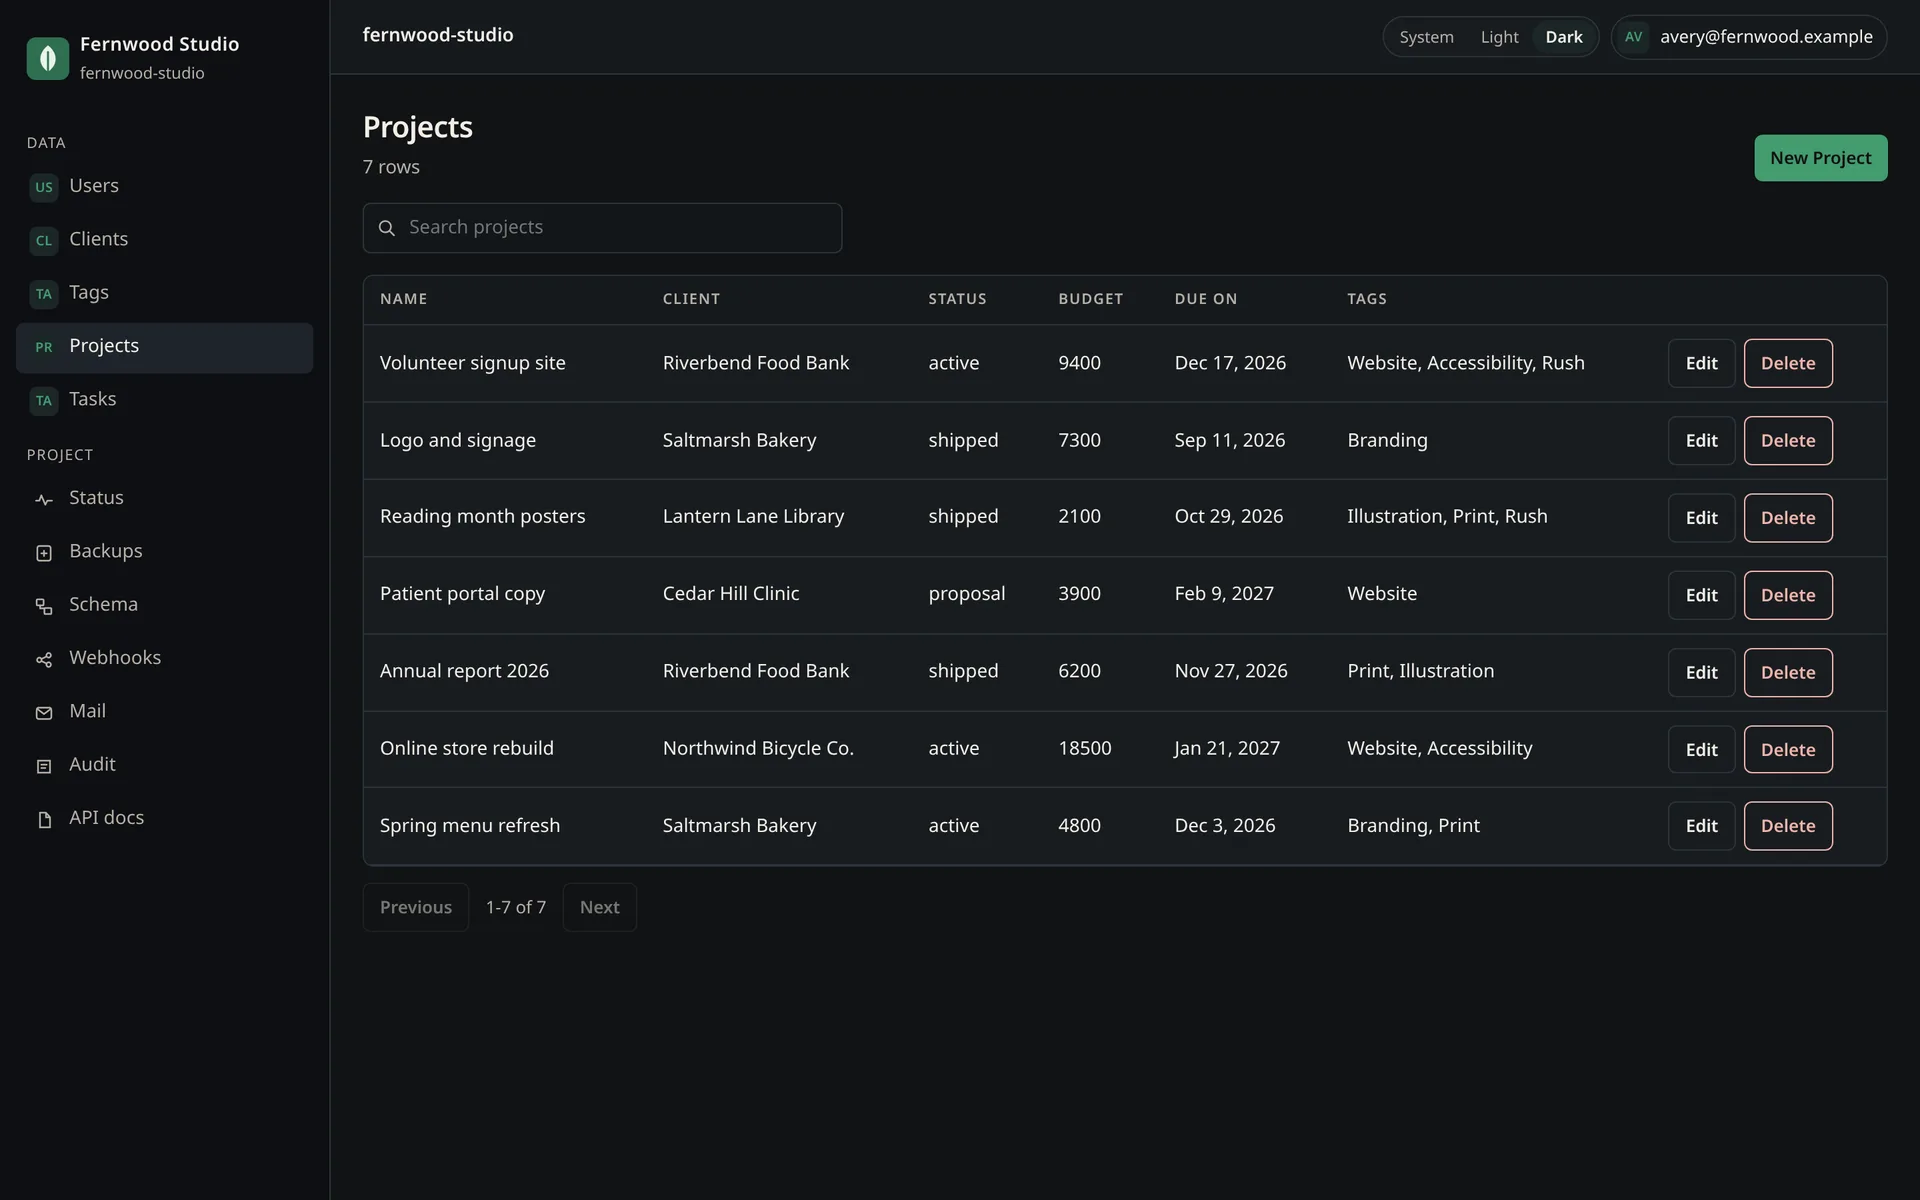 Fernwood Studio
fernwood-studio
DATA
US Users
CL Clients
TA Tags
PR Projects
TA Tasks
PROJECT
Status
Backups
Schema
Webhooks
Mail
Audit
API docs
fernwood-studio
System Light Dark
AV avery@fernwood.example
Projects
7 rows
New Project
Search projects
NAME CLIENT STATUS BUDGET DUE ON TAGS
Volunteer signup site Riverbend Food Bank active 9400 Dec 17, 2026 Website, Accessibility, Rush Edit Delete
Logo and signage Saltmarsh Bakery shipped 7300 Sep 11, 2026 Branding Edit Delete
Reading month posters Lantern Lane Library shipped 2100 Oct 29, 2026 Illustration, Print, Rush Edit Delete
Patient portal copy Cedar Hill Clinic proposal 3900 Feb 9, 2027 Website Edit Delete
Annual report 2026 Riverbend Food Bank shipped 6200 Nov 27, 2026 Print, Illustration Edit Delete
Online store rebuild Northwind Bicycle Co. active 18500 Jan 21, 2027 Website, Accessibility Edit Delete
Spring menu refresh Saltmarsh Bakery active 4800 Dec 3, 2026 Branding, Print Edit Delete
Previous 1-7 of 7 Next